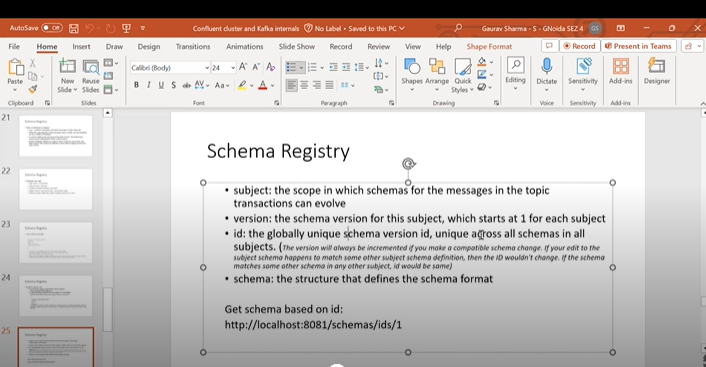 AutoSave Off Confluent cluster and Kafka internals No Label • Saved to this PC Gaurav Sharma - S - GNoida SEZ 4 GS
File Home Insert Draw Design Transitions Animations Slide Show Record Review View Help Shape Format Record Present in Teams
Calibri (Body) 24
Paste New Slide Reuse Slides Shapes Arrange Quick Styles Editing Dictate Sensitivity Add-ins Designer
Clipboard Slides Font Paragraph Drawing Voice Sensitivity Add-ins
21
22
23
24
25
Schema Registry
• subject: the scope in which schemas for the messages in the topic
transactions can evolve
• version: the schema version for this subject, which starts at 1 for each subject
• id: the globally unique schema version id, unique across all schemas in all
subjects. (The version will always be incremented if you make a compatible schema change. If your edit to the
subject schema happens to match some other subject schema definition, then the ID wouldn't change. If the schema
matches some other schema in any other subject, id would be same)
• schema: the structure that defines the schema format
Get schema based on id:
http://localhost:8081/schemas/ids/1